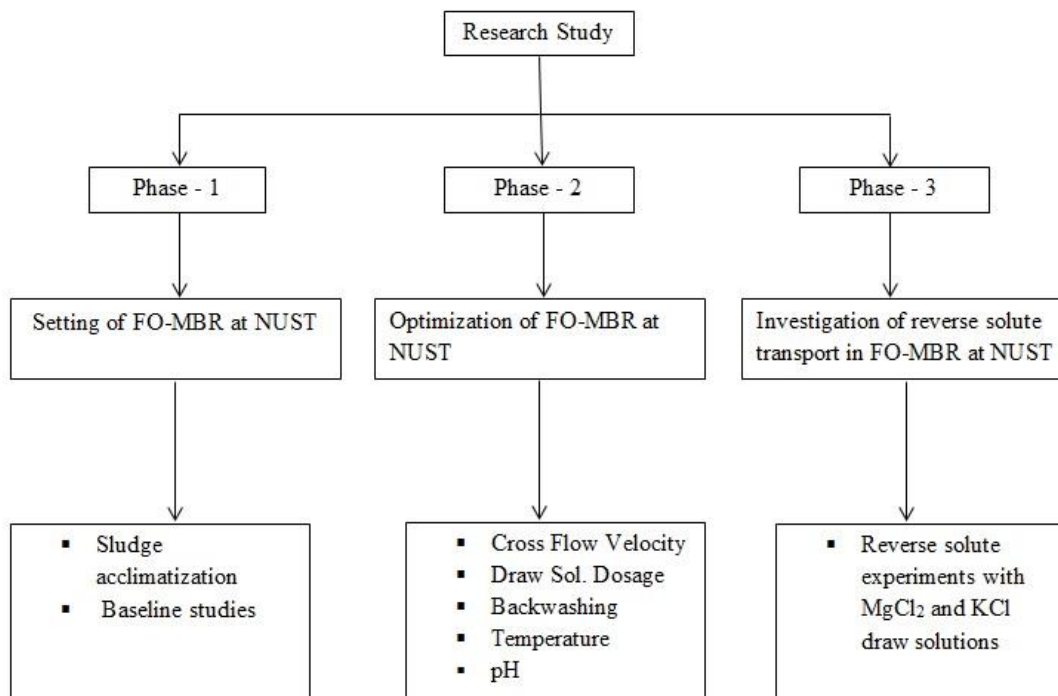 Research Study
Phase - 1
Phase - 2
Phase - 3
Setting of FO-MBR at NUST
Optimization of FO-MBR at
NUST
Investigation of reverse solute
transport in FO-MBR at NUST
▪ Sludge
acclimatization
▪ Baseline studies
▪ Cross Flow Velocity
▪ Draw Sol. Dosage
▪ Backwashing
▪ Temperature
▪ pH
▪ Reverse solute
experiments with
MgCl₂ and KCl
draw solutions